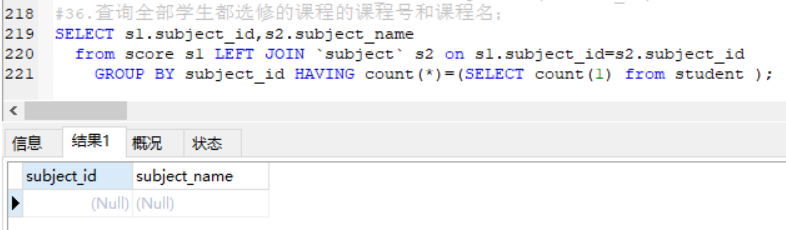 218 #36.查询全部学生都选修的课程的课程号和课程名;
219 SELECT s1.subject_id,s2.subject_name
220 from score s1 LEFT JOIN `subject` s2 on s1.subject_id=s2.subject_id
221 GROUP BY subject_id HAVING count(*)=(SELECT count(1) from student );
信息 结果1 概况 状态
subject_id subject_name
(Null) (Null)